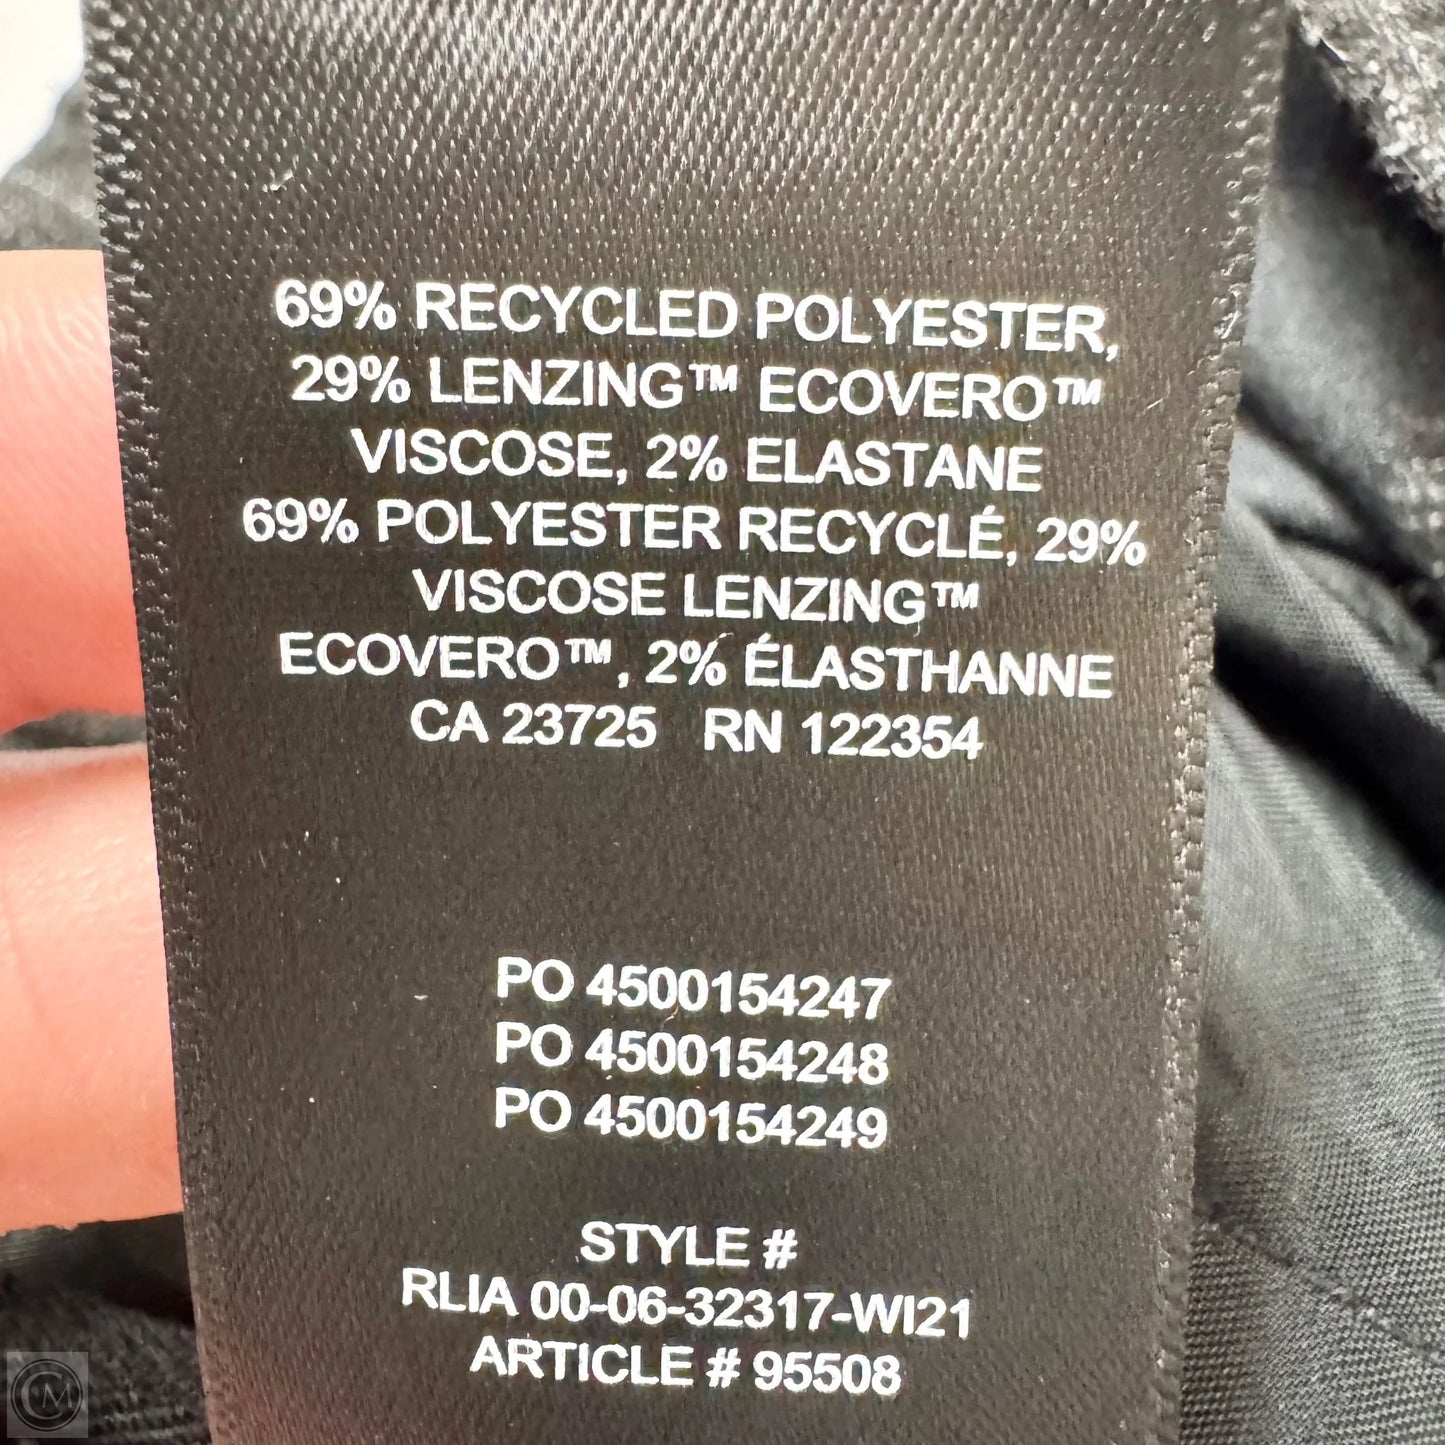 69% RECYCLED POLYESTER,
29% LENZING™ ECOVERO™
VISCOSE, 2% ELASTANE
69% POLYESTER RECYCLÉ, 29%
VISCOSE LENZING™
ECOVERO™, 2% ÉLASTHANNE
CA 23725 RN 122354
PO 4500154247
PO 4500154248
PO 4500154249
STYLE #
RLIA 00-06-32317-WI21
ARTICLE # 95508
CM